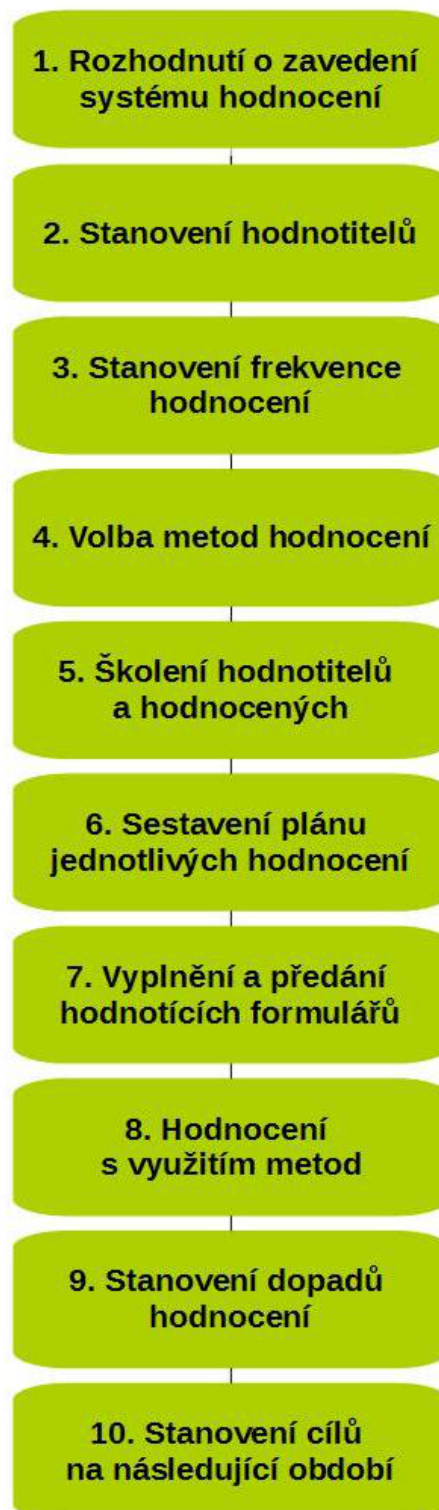 1. Rozhodnutí o zavedení
systému hodnocení
2. Stanovení hodnotitelů
3. Stanovení frekvence
hodnocení
4. Volba metod hodnocení
5. Školení hodnotitelů
a hodnocených
6. Sestavení plánu
jednotlivých hodnocení
7. Vyplnění a předání
hodnotících formulářů
8. Hodnocení
s využitím metod
9. Stanovení dopadů
hodnocení
10. Stanovení cílů
na následující období